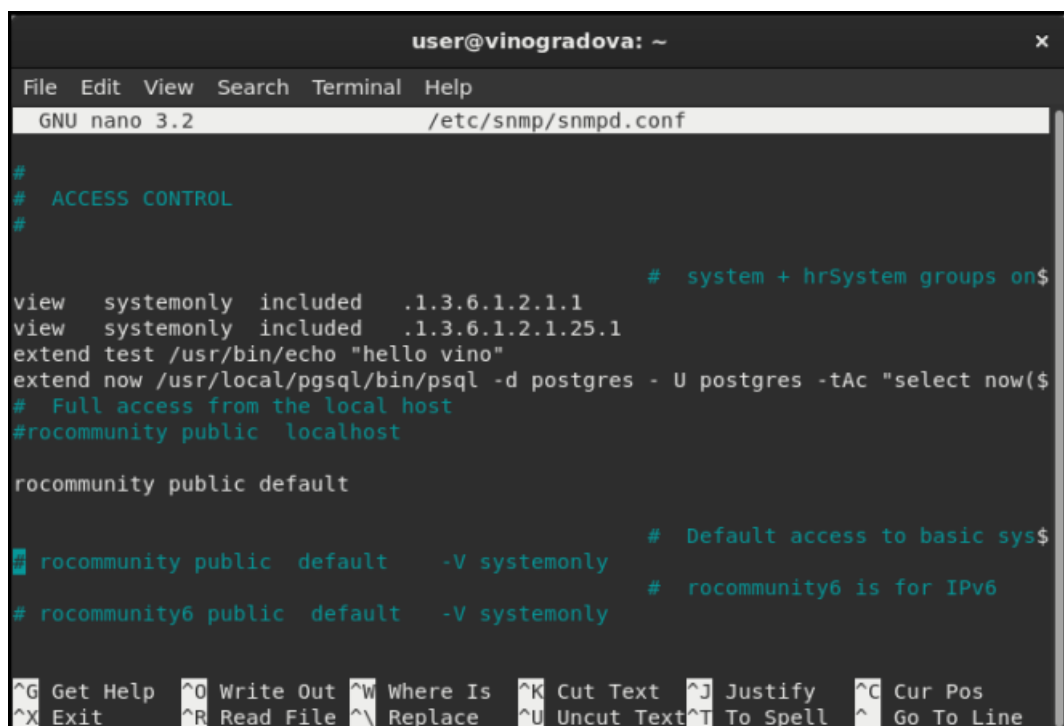 user@vinogradova: ~ ×
File Edit View Search Terminal Help
GNU nano 3.2 /etc/snmp/snmpd.conf
#
#  ACCESS CONTROL
#
#  system + hrSystem groups on$
view   systemonly  included   .1.3.6.1.2.1.1
view   systemonly  included   .1.3.6.1.2.1.25.1
extend test /usr/bin/echo "hello vino"
extend now /usr/local/pgsql/bin/psql -d postgres - U postgres -tAc "select now($
#  Full access from the local host
#rocommunity public  localhost
rocommunity public default
#  Default access to basic sys$
# rocommunity public  default   -V systemonly
#  rocommunity6 is for IPv6
# rocommunity6 public  default   -V systemonly
^G Get Help ^O Write Out ^W Where Is ^K Cut Text ^J Justify ^C Cur Pos
^X Exit ^R Read File ^\ Replace ^U Uncut Text ^T To Spell ^ Go To Line